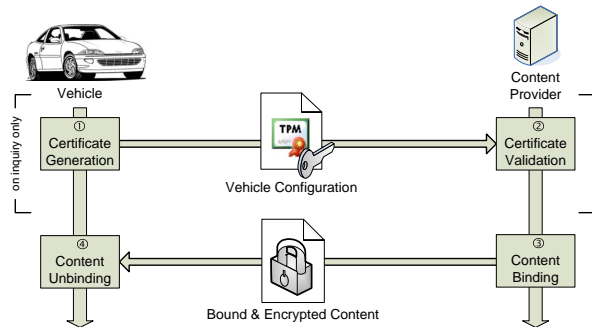 Vehicle
Content
Provider
on inquiry only
①
Certificate
Generation
TPM
②
Certificate
Validation
Vehicle Configuration
④
Content
Unbinding
③
Content
Binding
Bound & Encrypted Content